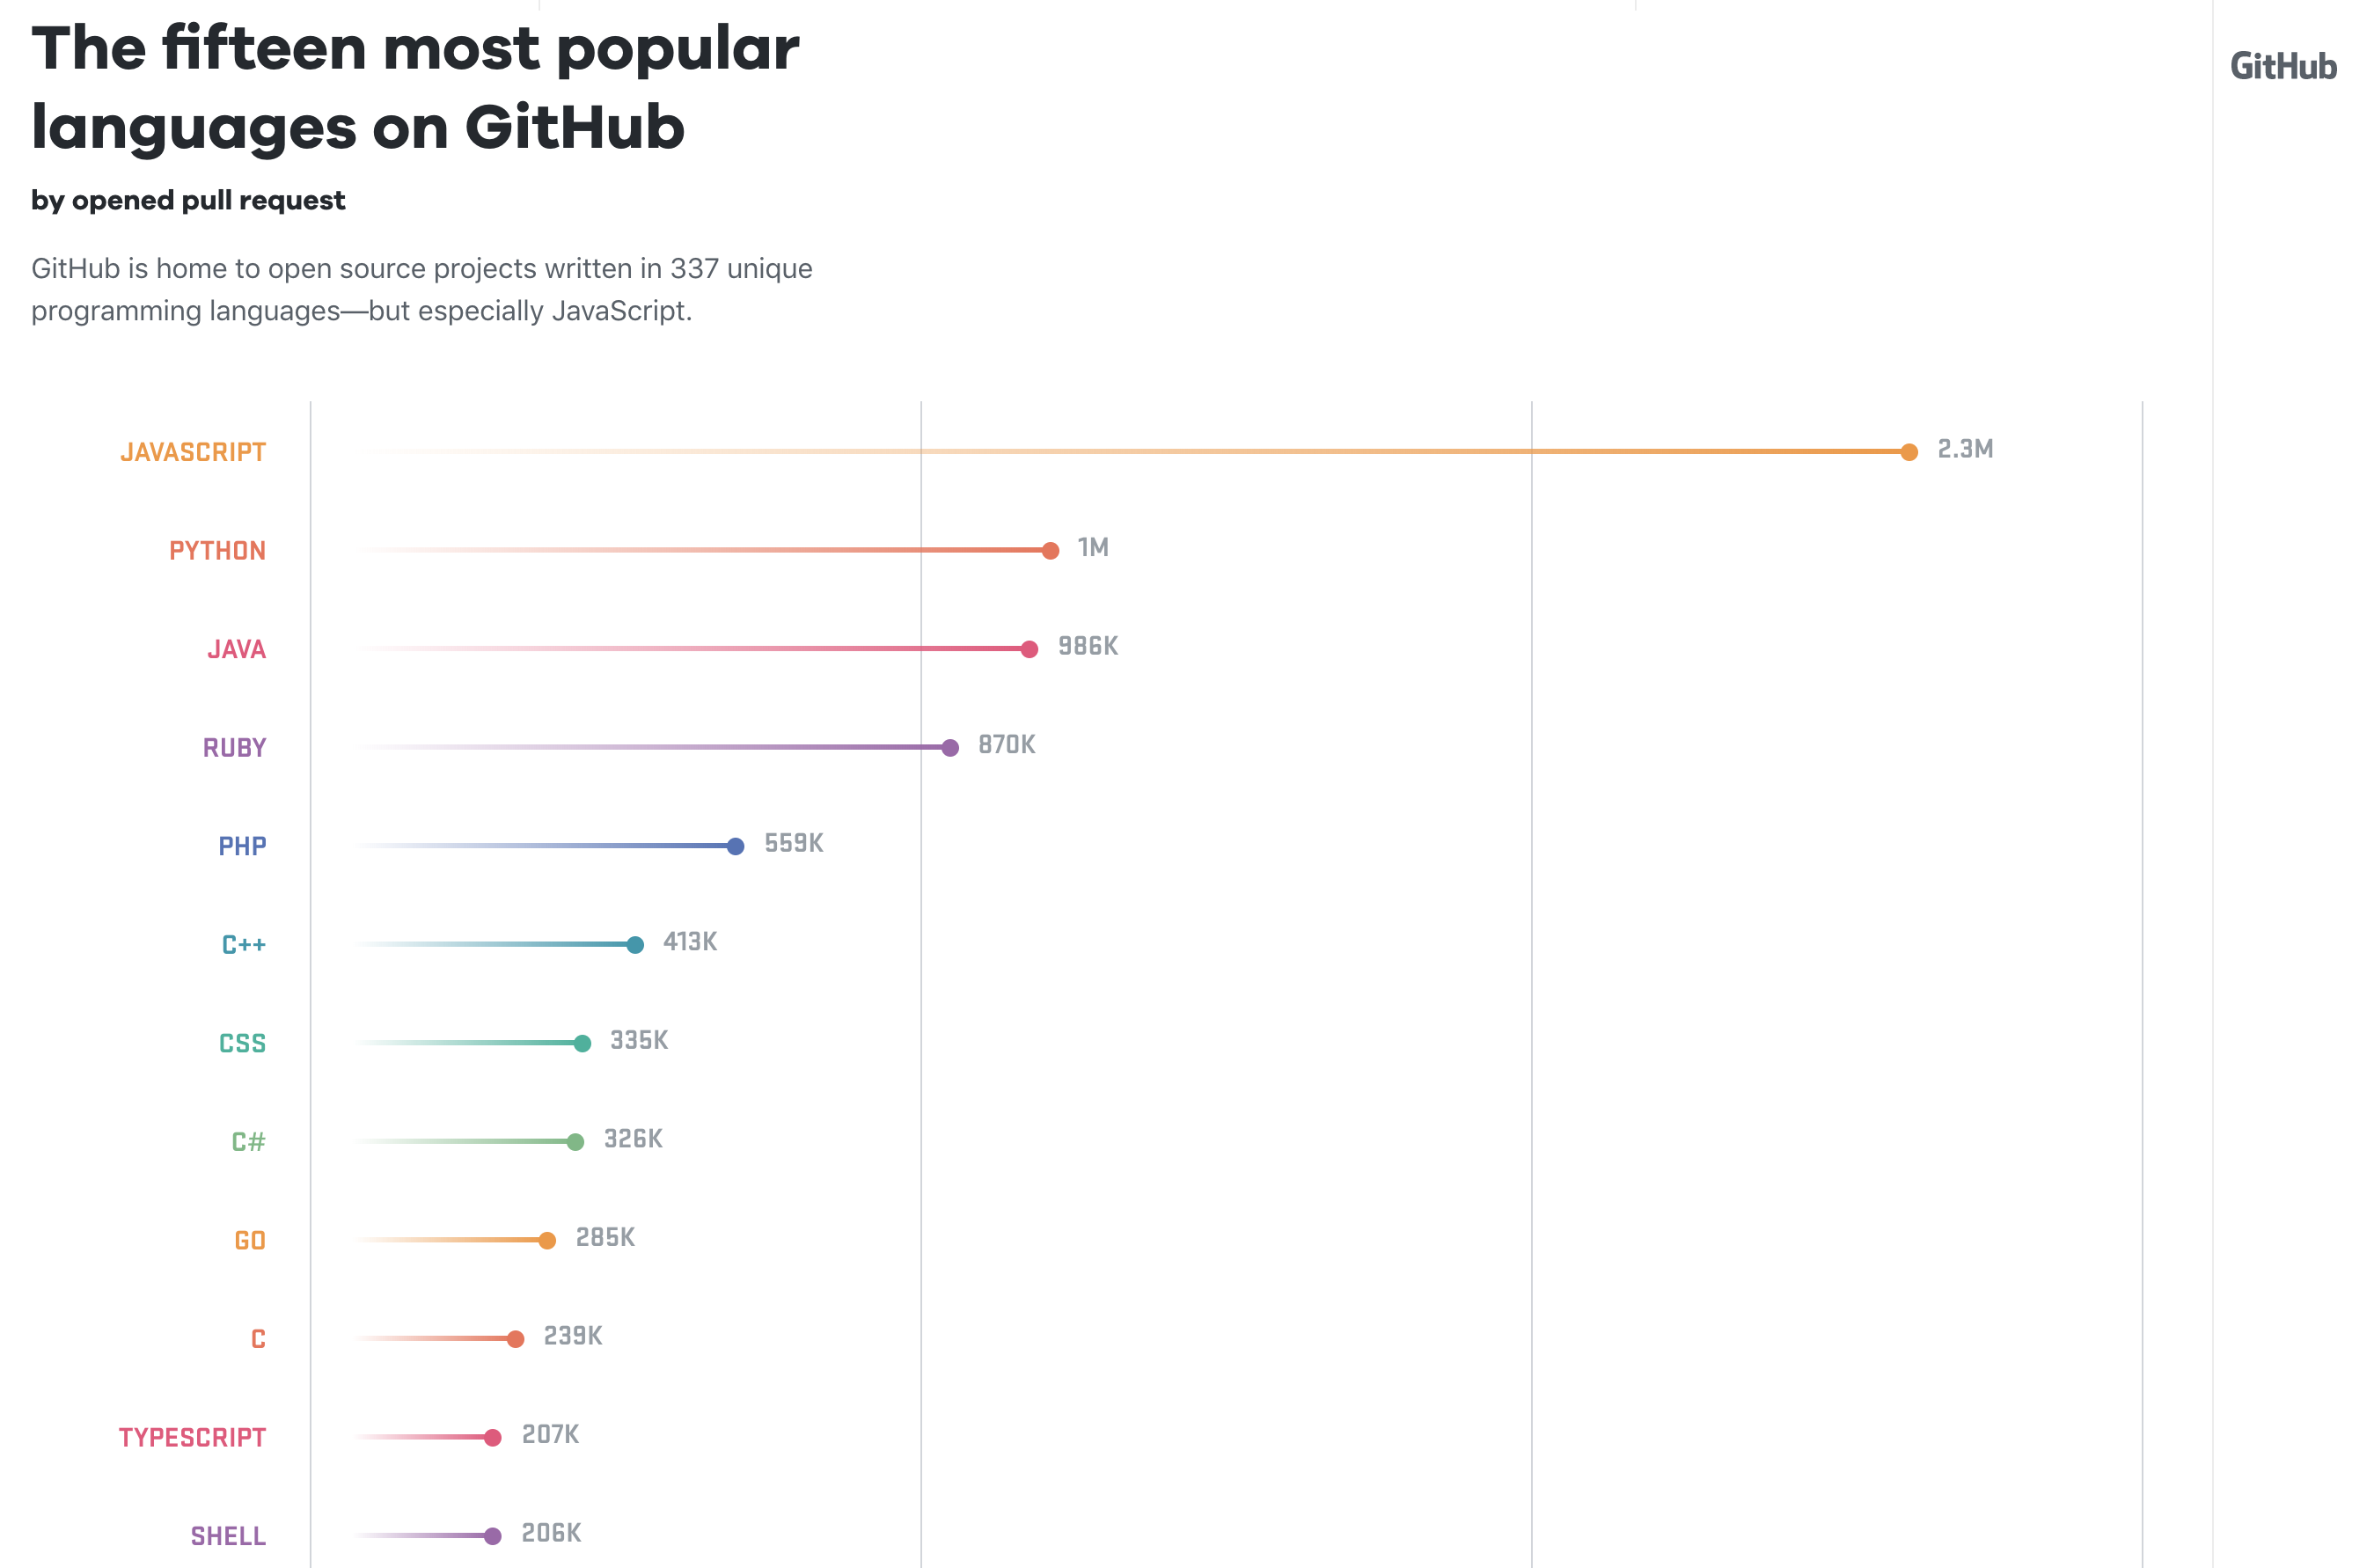 The fifteen most popular
languages on GitHub
GitHub
by opened pull request
GitHub is home to open source projects written in 337 unique
programming languages—but especially JavaScript.
JAVASCRIPT 2.3M
PYTHON 1M
JAVA 986K
RUBY 870K
PHP 559K
C++ 413K
CSS 335K
C# 326K
GO 285K
C 239K
TYPESCRIPT 207K
SHELL 206K